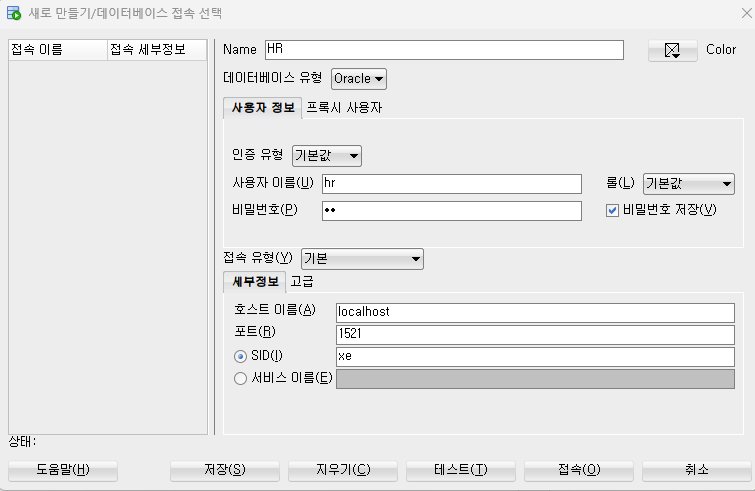 새로 만들기/데이터베이스 접속 선택
접속 이름 접속 세부정보
Name HR Color
데이터베이스 유형 Oracle
사용자 정보 프록시 사용자
인증 유형 기본값
사용자 이름(U) hr 롤(L) 기본값
비밀번호(P) •• 비밀번호 저장(V)
접속 유형(Y) 기본
세부정보 고급
호스트 이름(A) localhost
포트(R) 1521
SID(I) xe
서비스 이름(E)
상태:
도움말(H) 저장(S) 지우기(C) 테스트(T) 접속(O) 취소